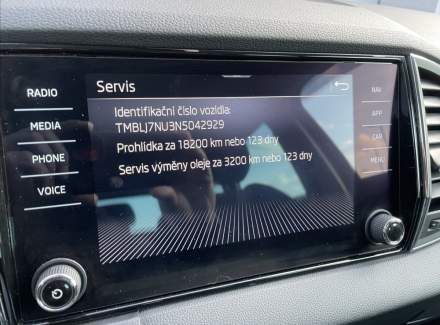 Servis
RADIO
MEDIA
PHONE
VOICE
Identifikační číslo vozidla:
TMBLJ7NU3N5042929
Prohlídka za 18200 km nebo 123 dny
Servis výměny oleje za 3200 km nebo 123 dny
NAV
APP
CAR
MENU